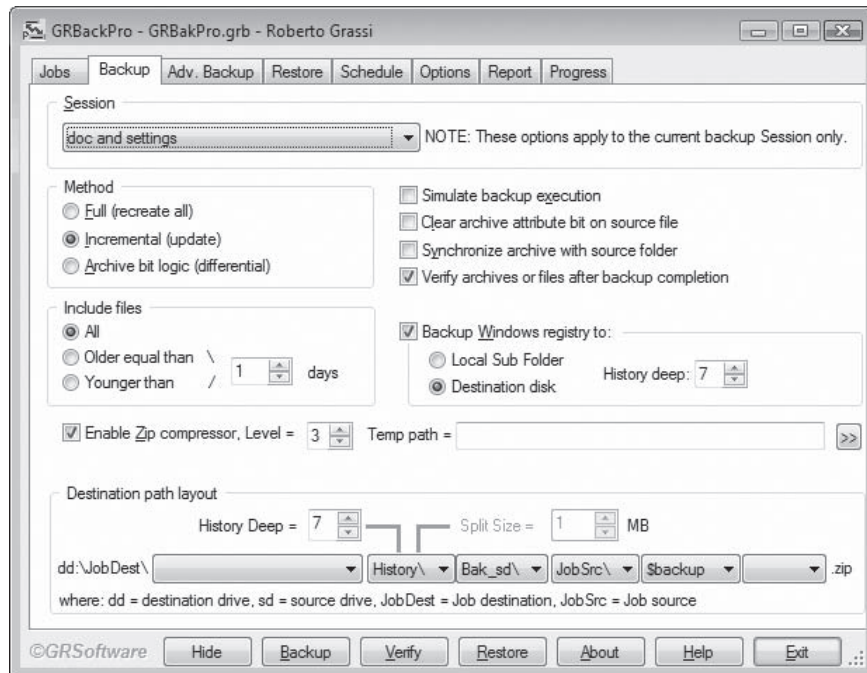 GRBackPro - GRBakPro.grb - Roberto Grassi
Jobs Backup Adv. Backup Restore Schedule Options Report Progress
Session
doc and settings NOTE: These options apply to the current backup Session only.
Method
Full (recreate all)
Incremental (update)
Archive bit logic (differential)
Simulate backup execution
Clear archive attribute bit on source file
Synchronize archive with source folder
Verify archives or files after backup completion
Include files
All
Older equal than \
Younger than /
1 days
Backup Windows registry to:
Local Sub Folder
Destination disk
History deep: 7
Enable Zip compressor, Level = 3 Temp path = >>
Destination path layout
History Deep = 7 Split Size = 1 MB
dd:\JobDest\ History\ Bak_sd\ JobSrc\ $backup .zip
where: dd = destination drive, sd = source drive, JobDest = Job destination, JobSrc = Job source
©GRSoftware Hide Backup Verify Restore About Help Exit